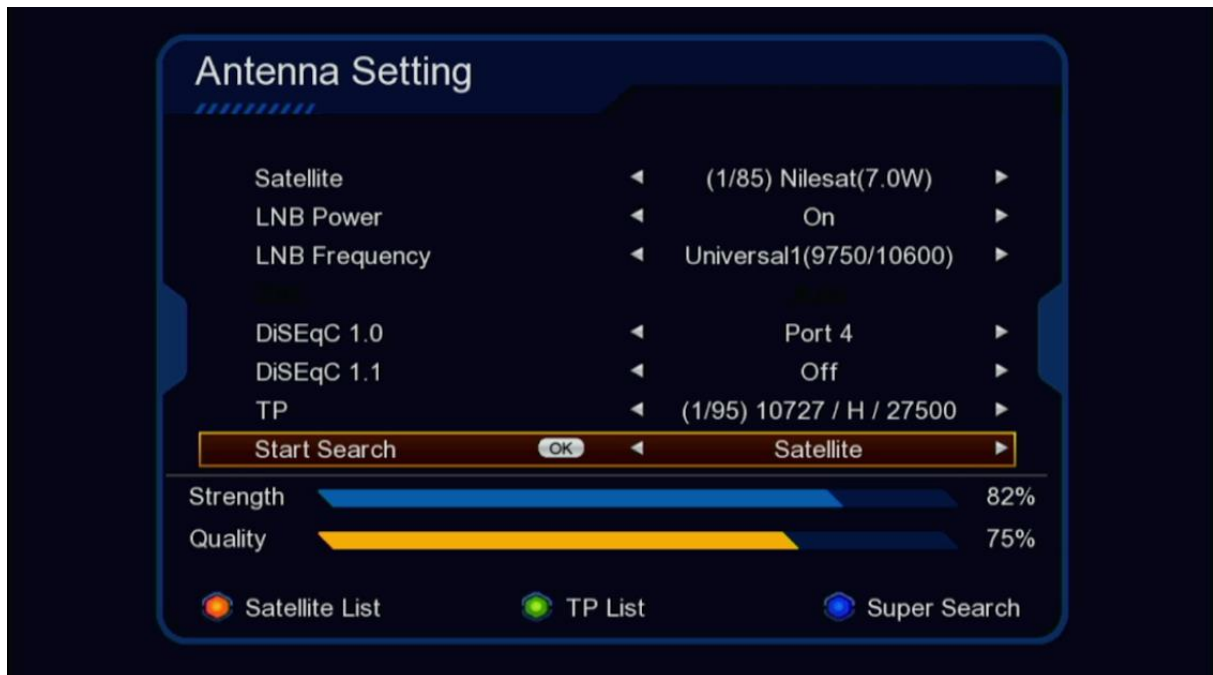 Antenna Setting
Satellite (1/85) Nilesat(7.0W)
LNB Power On
LNB Frequency Universal1(9750/10600)
DiSEqC 1.0 Port 4
DiSEqC 1.1 Off
TP (1/95) 10727 / H / 27500
Start Search OK Satellite
Strength 82%
Quality 75%
Satellite List TP List Super Search